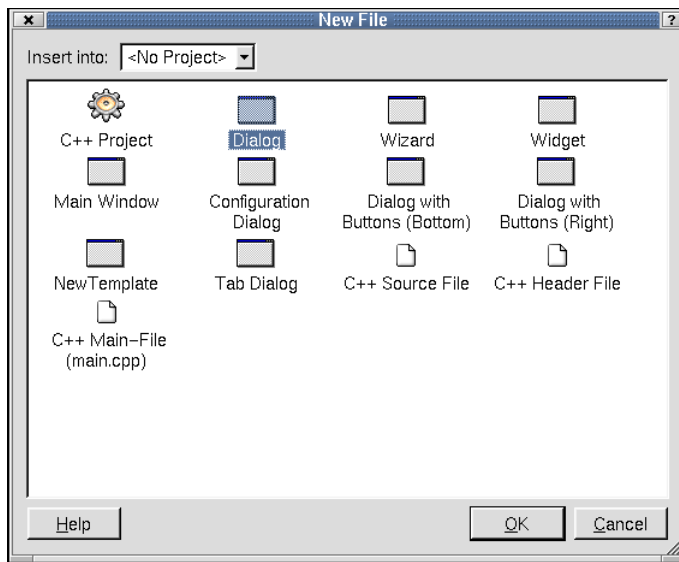 New File
Insert into: <No Project>
C++ Project
Dialog
Wizard
Widget
Main Window
Configuration
Dialog
Dialog with
Buttons (Bottom)
Dialog with
Buttons (Right)
NewTemplate
Tab Dialog
C++ Source File
C++ Header File
C++ Main-File
(main.cpp)
Help
OK
Cancel